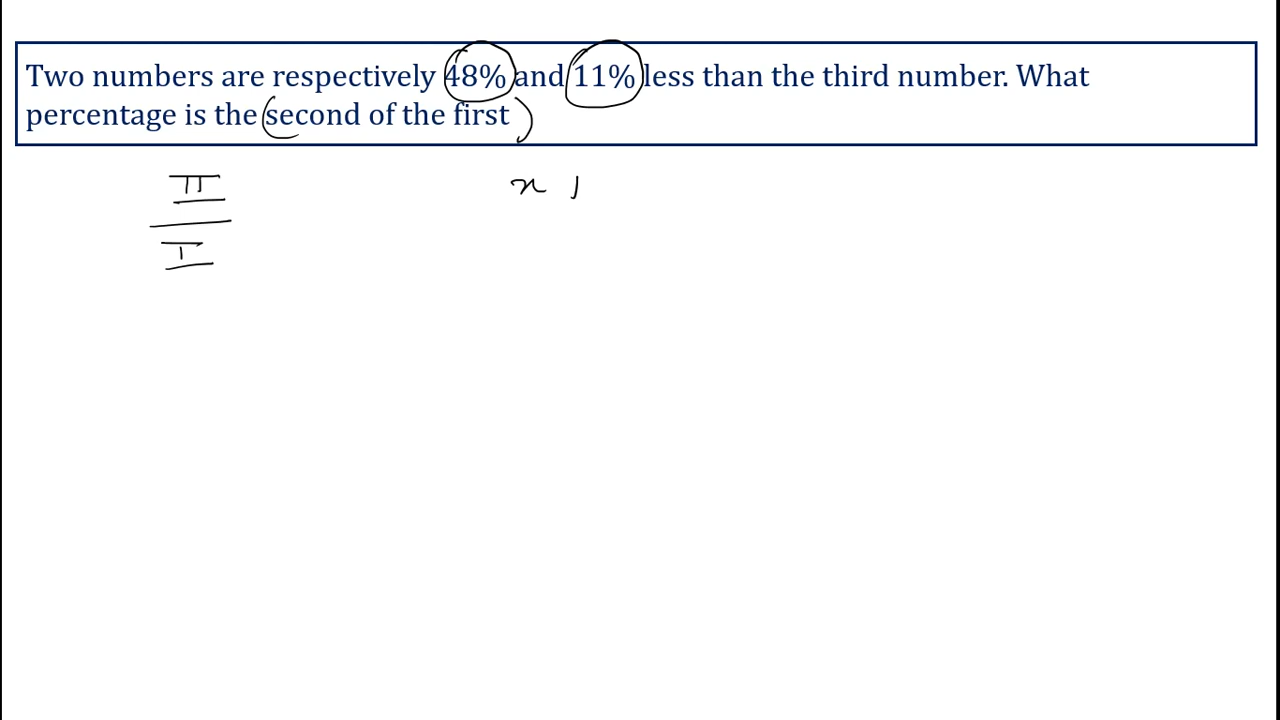 Two numbers are respectively 48% and 11% less than the third number. What
percentage is the second of the first
II
I